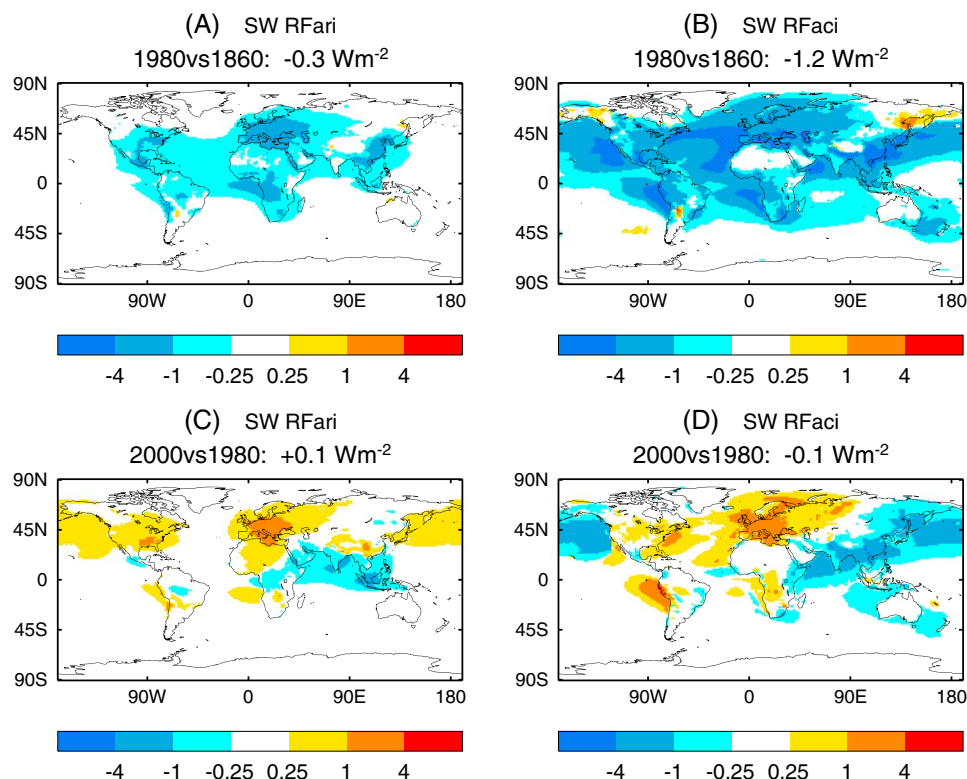 (A) SW RFari
1980vs1860: -0.3 Wm-2
90N
45N
0
45S
90S
90W 0 90E 180
-4 -1 -0.25 0.25 1 4
(B) SW RFaci
1980vs1860: -1.2 Wm-2
90N
45N
0
45S
90S
90W 0 90E 180
-4 -1 -0.25 0.25 1 4
(C) SW RFari
2000vs1980: +0.1 Wm-2
90N
45N
0
45S
90S
90W 0 90E 180
-4 -1 -0.25 0.25 1 4
(D) SW RFaci
2000vs1980: -0.1 Wm-2
90N
45N
0
45S
90S
90W 0 90E 180
-4 -1 -0.25 0.25 1 4